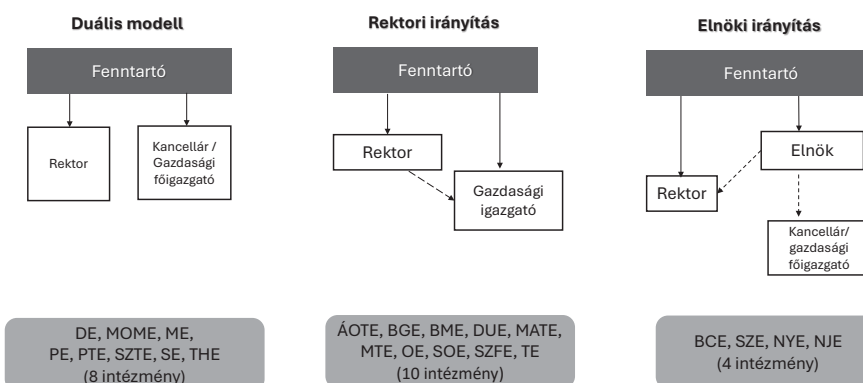 Duális modell
Fenntartó
Rektor
Kancellár /
Gazdasági
főigazgató
DE, MOME, ME,
PE, PTE, SZTE, SE, THE
(8 intézmény)
Rektori irányítás
Fenntartó
Rektor
Gazdasági
igazgató
ÁOTE, BGE, BME, DUE, MATE,
MTE, OE, SOE, SZFE, TE
(10 intézmény)
Elnöki irányítás
Fenntartó
Elnök
Rektor
Kancellár/
gazdasági
főigazgató
BCE, SZE, NYE, NJE
(4 intézmény)